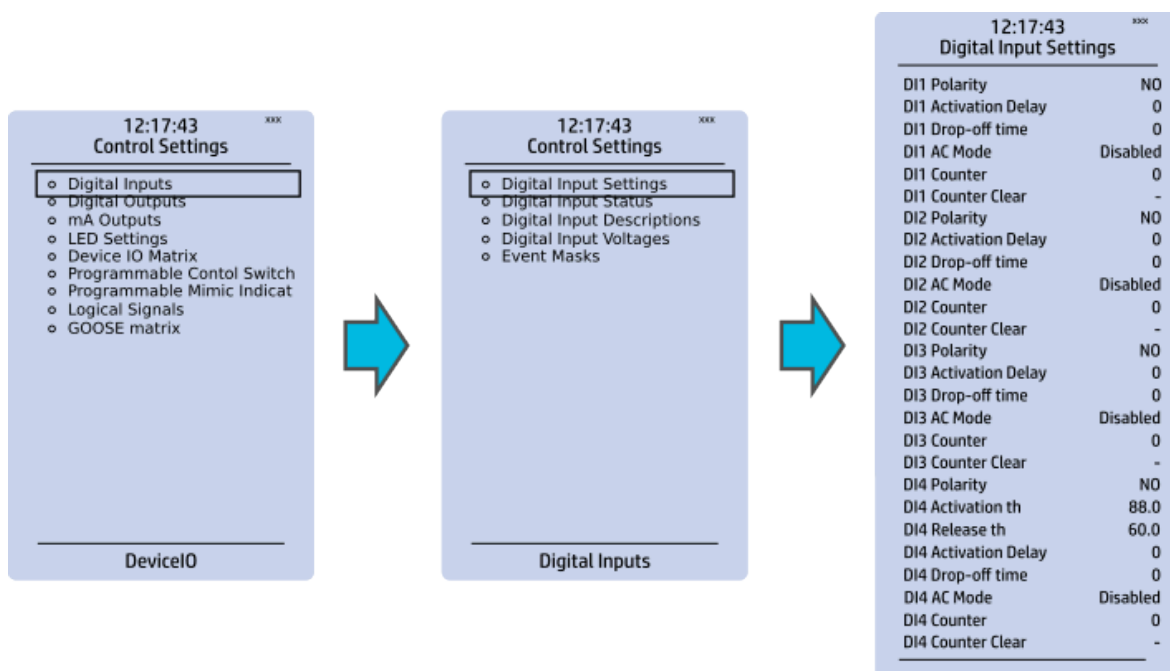 12:17:43 xxx
Control Settings
Digital Inputs
Digital Outputs
mA Outputs
LED Settings
Device IO Matrix
Programmable Contol Switch
Programmable Mimic Indicat
Logical Signals
GOOSE matrix
DeviceIO
12:17:43 xxx
Control Settings
Digital Input Settings
Digital Input Status
Digital Input Descriptions
Digital Input Voltages
Event Masks
Digital Inputs
12:17:43 xxx
Digital Input Settings
DI1 Polarity NO
DI1 Activation Delay 0
DI1 Drop-off time 0
DI1 AC Mode Disabled
DI1 Counter 0
DI1 Counter Clear -
DI2 Polarity NO
DI2 Activation Delay 0
DI2 Drop-off time 0
DI2 AC Mode Disabled
DI2 Counter 0
DI2 Counter Clear -
DI3 Polarity NO
DI3 Activation Delay 0
DI3 Drop-off time 0
DI3 AC Mode Disabled
DI3 Counter 0
DI3 Counter Clear -
DI4 Polarity NO
DI4 Activation th 88.0
DI4 Release th 60.0
DI4 Activation Delay 0
DI4 Drop-off time 0
DI4 AC Mode Disabled
DI4 Counter 0
DI4 Counter Clear -